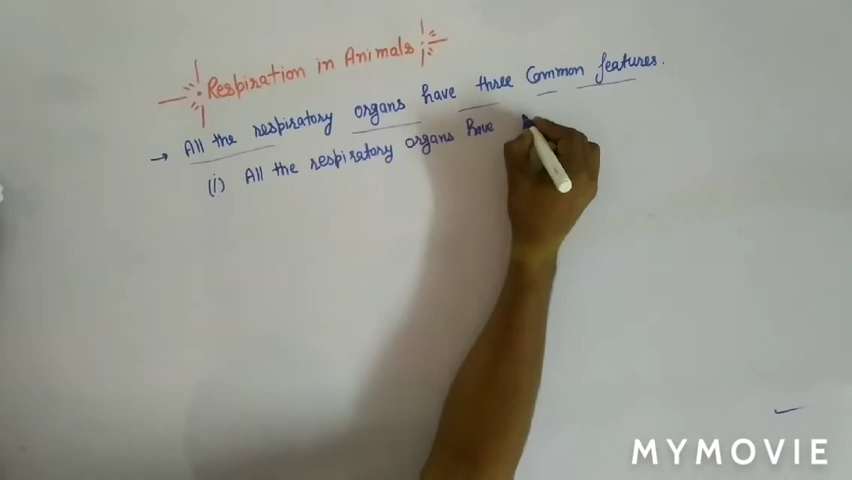 Respiration in Animals
→ All the respiratory organs have three Common features.
(i) All the respiratory organs have
MYMOVIE